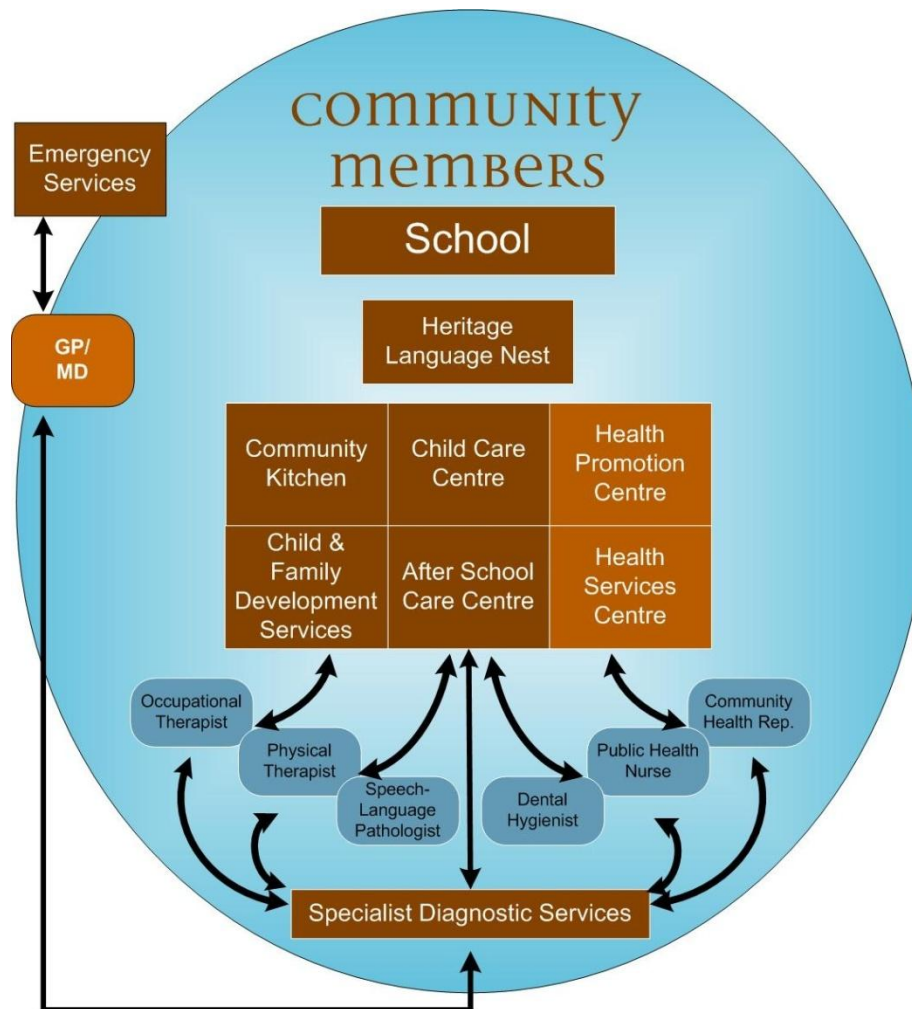 COMMUNITY
MEMBERS
Emergency
Services
School
GP/
MD
Heritage
Language Nest
Community
Kitchen
Child Care
Centre
Health
Promotion
Centre
Child &
Family
Development
Services
After School
Care Centre
Health
Services
Centre
Occupational
Therapist
Physical
Therapist
Speech-
Language
Pathologist
Dental
Hygienist
Public Health
Nurse
Community
Health Rep.
Specialist Diagnostic Services